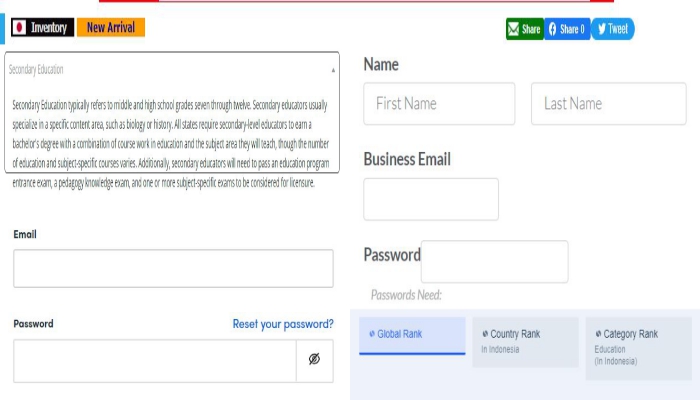 Inventory
New Arrival
Share
Share 0
Tweet
Secondary Education
Secondary Education typically refers to middle and high school grades seven through twelve. Secondary educators usually
specialize in a specific content area, such as biology or history. All states require secondary-level educators to earn a
bachelor's degree with a combination of course work in education and the subject area they will teach, though the number
of education and subject-specific courses varies. Additionally, secondary educators will need to pass an education program
entrance exam, a pedagogy knowledge exam, and one or more subject-specific exams to be considered for licensure.
Email
Password
Reset your password?
Name
First Name
Last Name
Business Email
Password
Passwords Need:
Global Rank
Country Rank
In Indonesia
Category Rank
Education
(In Indonesia)